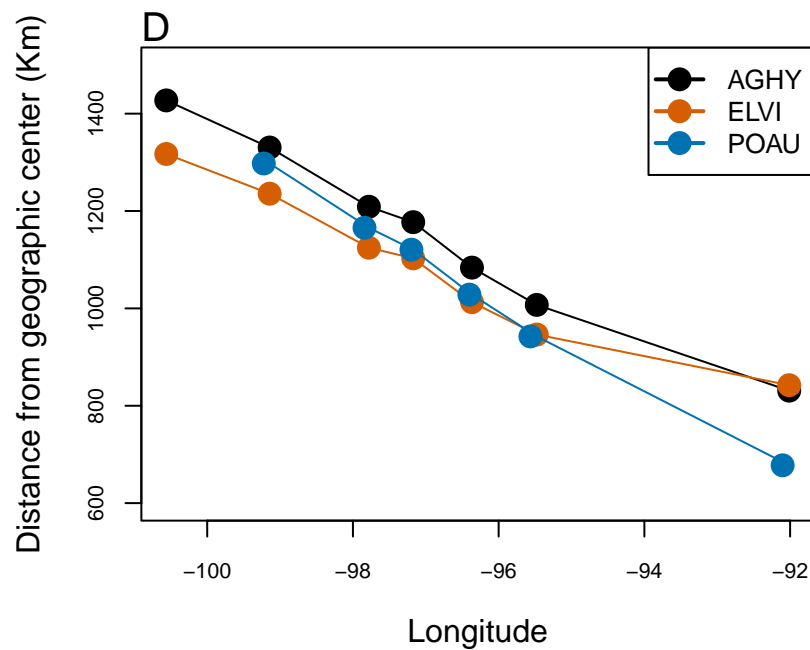 D
Distance from geographic center (Km)
1400
1200
1000
800
600
AGHY
ELVI
POAU
−100
−98
−96
−94
−92
Longitude